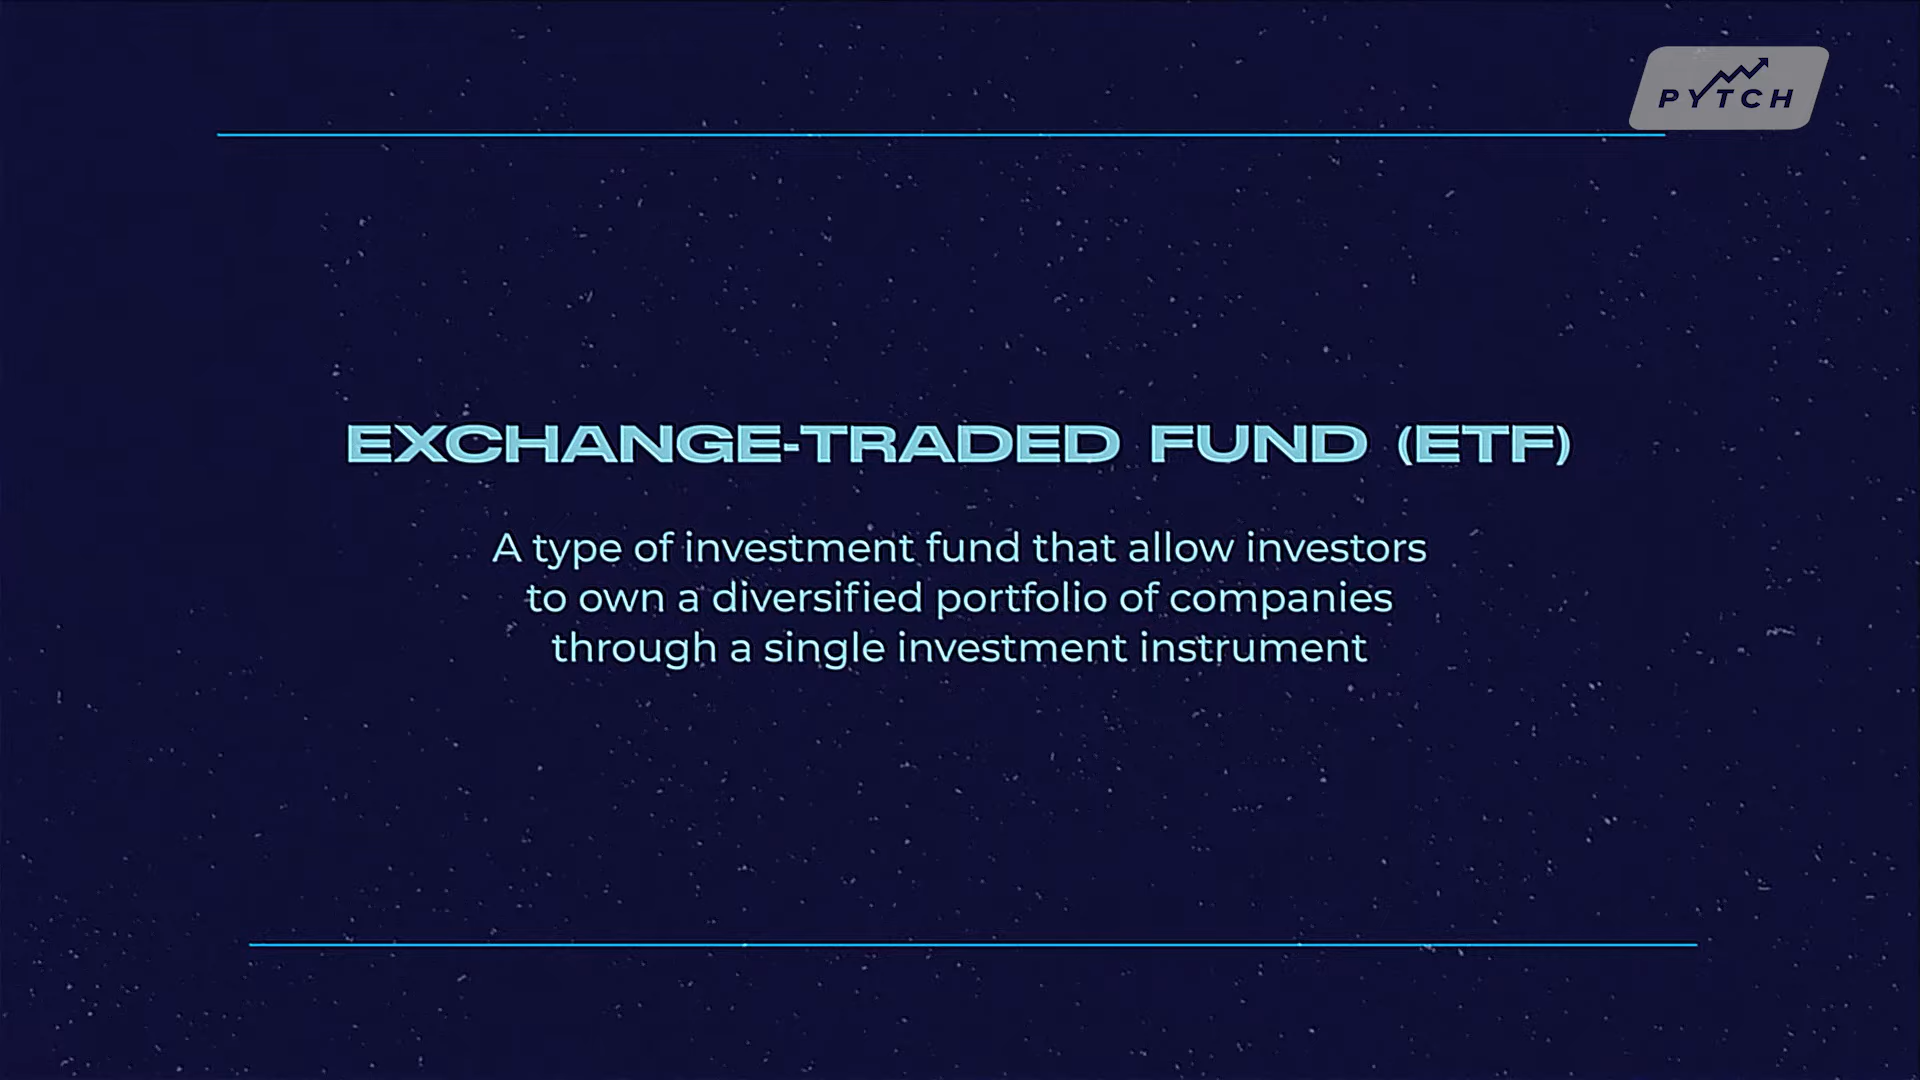 PYTCH
EXCHANGE-TRADED FUND (ETF)
A type of investment fund that allow investors
to own a diversified portfolio of companies
through a single investment instrument